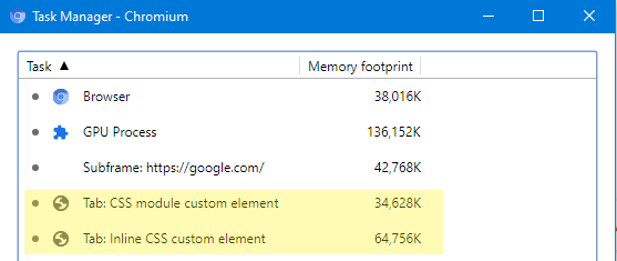 Task Manager - Chromium
Task ▲ Memory footprint
Browser 38,016K
GPU Process 136,152K
Subframe: https://google.com/ 42,768K
Tab: CSS module custom element 34,628K
Tab: Inline CSS custom element 64,756K